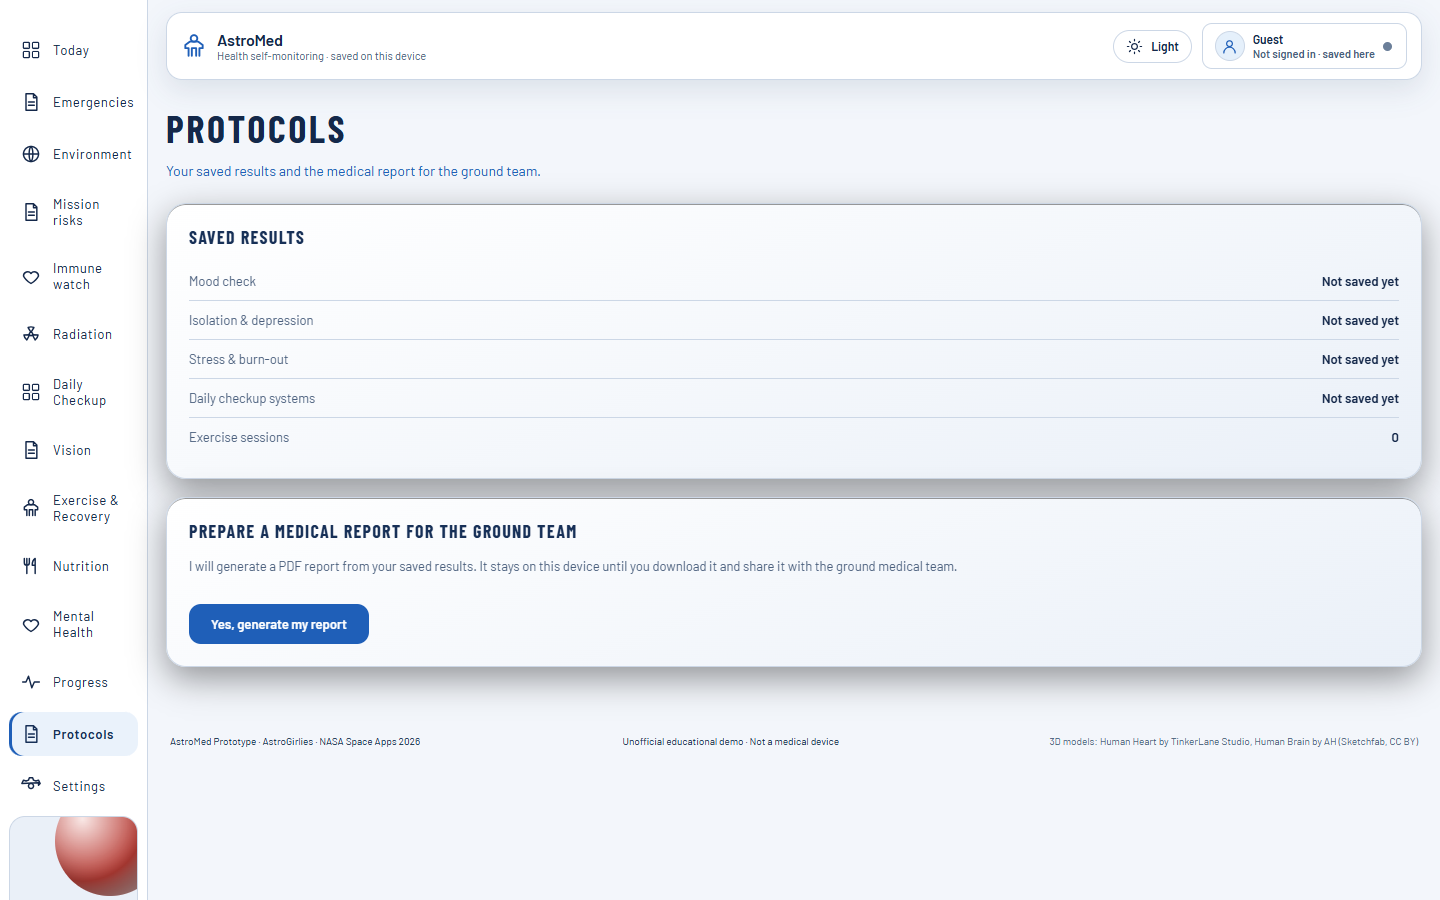 Today
Emergencies
Environment
Mission
risks
Immune
watch
Radiation
Daily
Checkup
Vision
Exercise &
Recovery
Nutrition
Mental
Health
Progress
Protocols
Settings
AstroMed
Health self-monitoring · saved on this device
Light
Guest
Not signed in · saved here
PROTOCOLS
Your saved results and the medical report for the ground team.
SAVED RESULTS
Mood check Not saved yet
Isolation & depression Not saved yet
Stress & burn-out Not saved yet
Daily checkup systems Not saved yet
Exercise sessions 0
PREPARE A MEDICAL REPORT FOR THE GROUND TEAM
I will generate a PDF report from your saved results. It stays on this device until you download it and share it with the ground medical team.
Yes, generate my report
AstroMed Prototype · AstroGirlies · NASA Space Apps 2026
Unofficial educational demo · Not a medical device
3D models: Human Heart by TinkerLane Studio, Human Brain by AH (Sketchfab, CC BY)